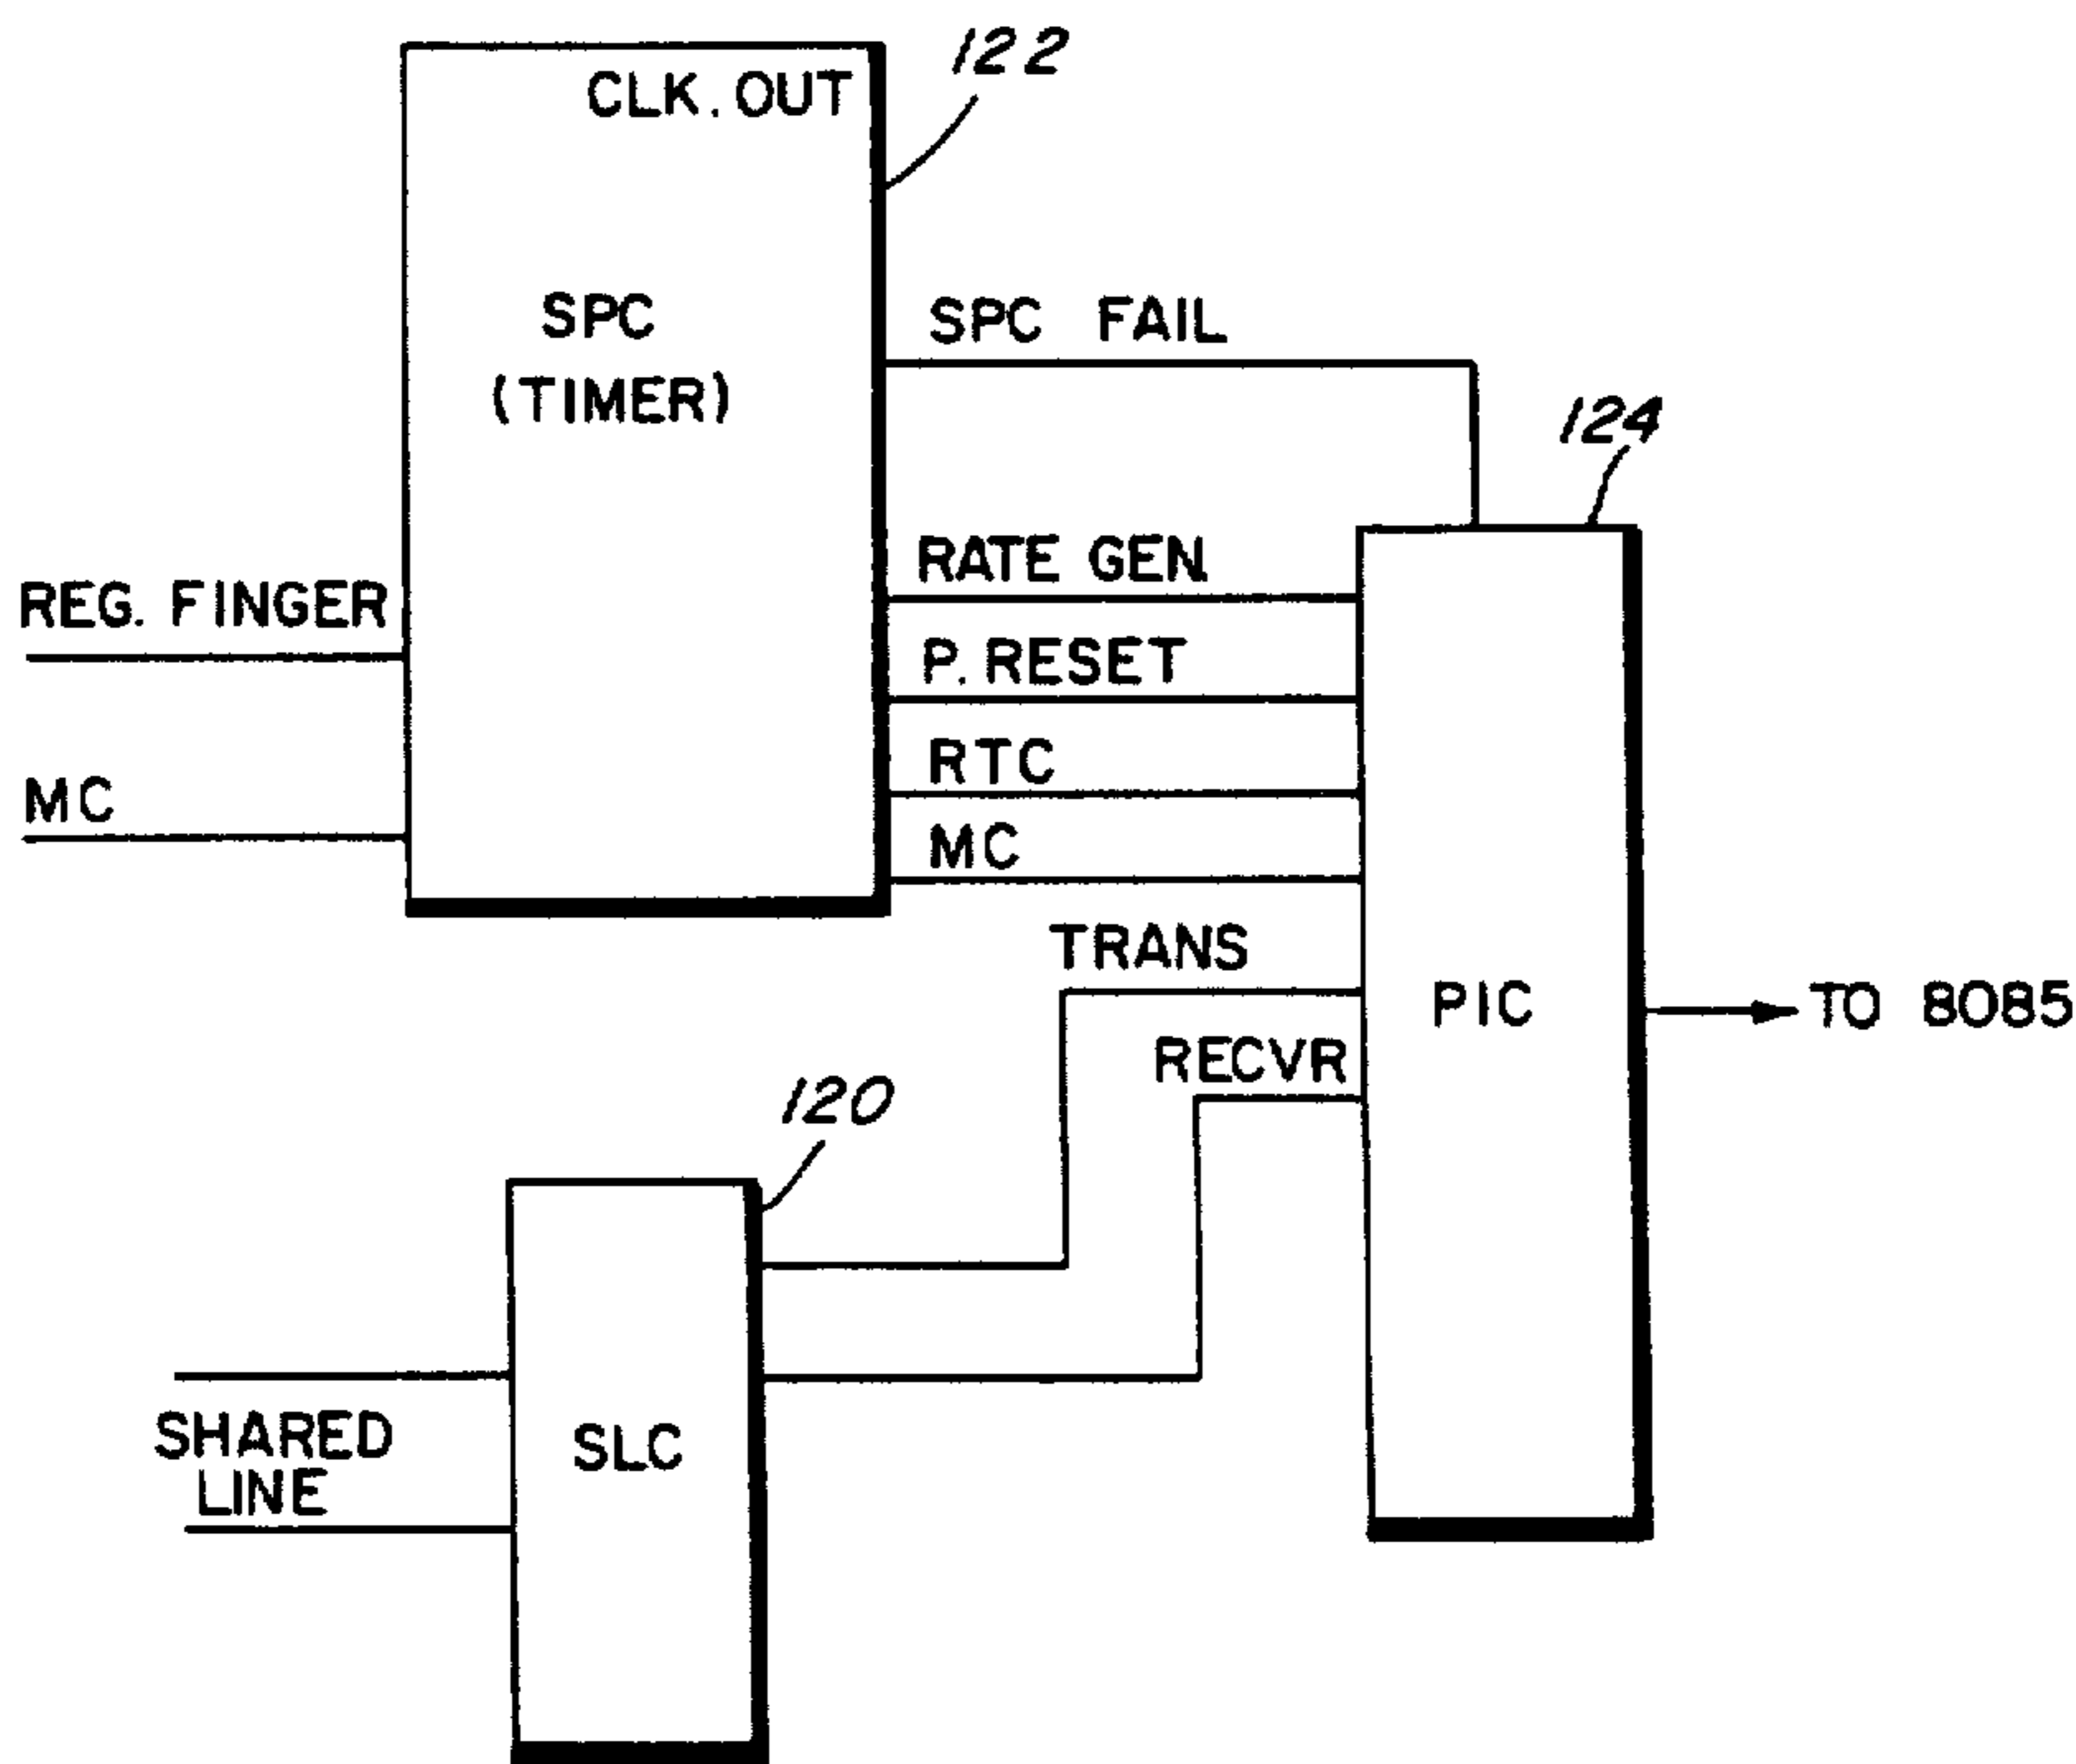 122
CLK. OUT
SPC
(TIMER)
SPC FAIL
124
RATE GEN
REG. FINGER
P. RESET
RTC
MC
MC
TRANS
PIC
TO 8085
RECVR
120
SHARED
LINE
SLC